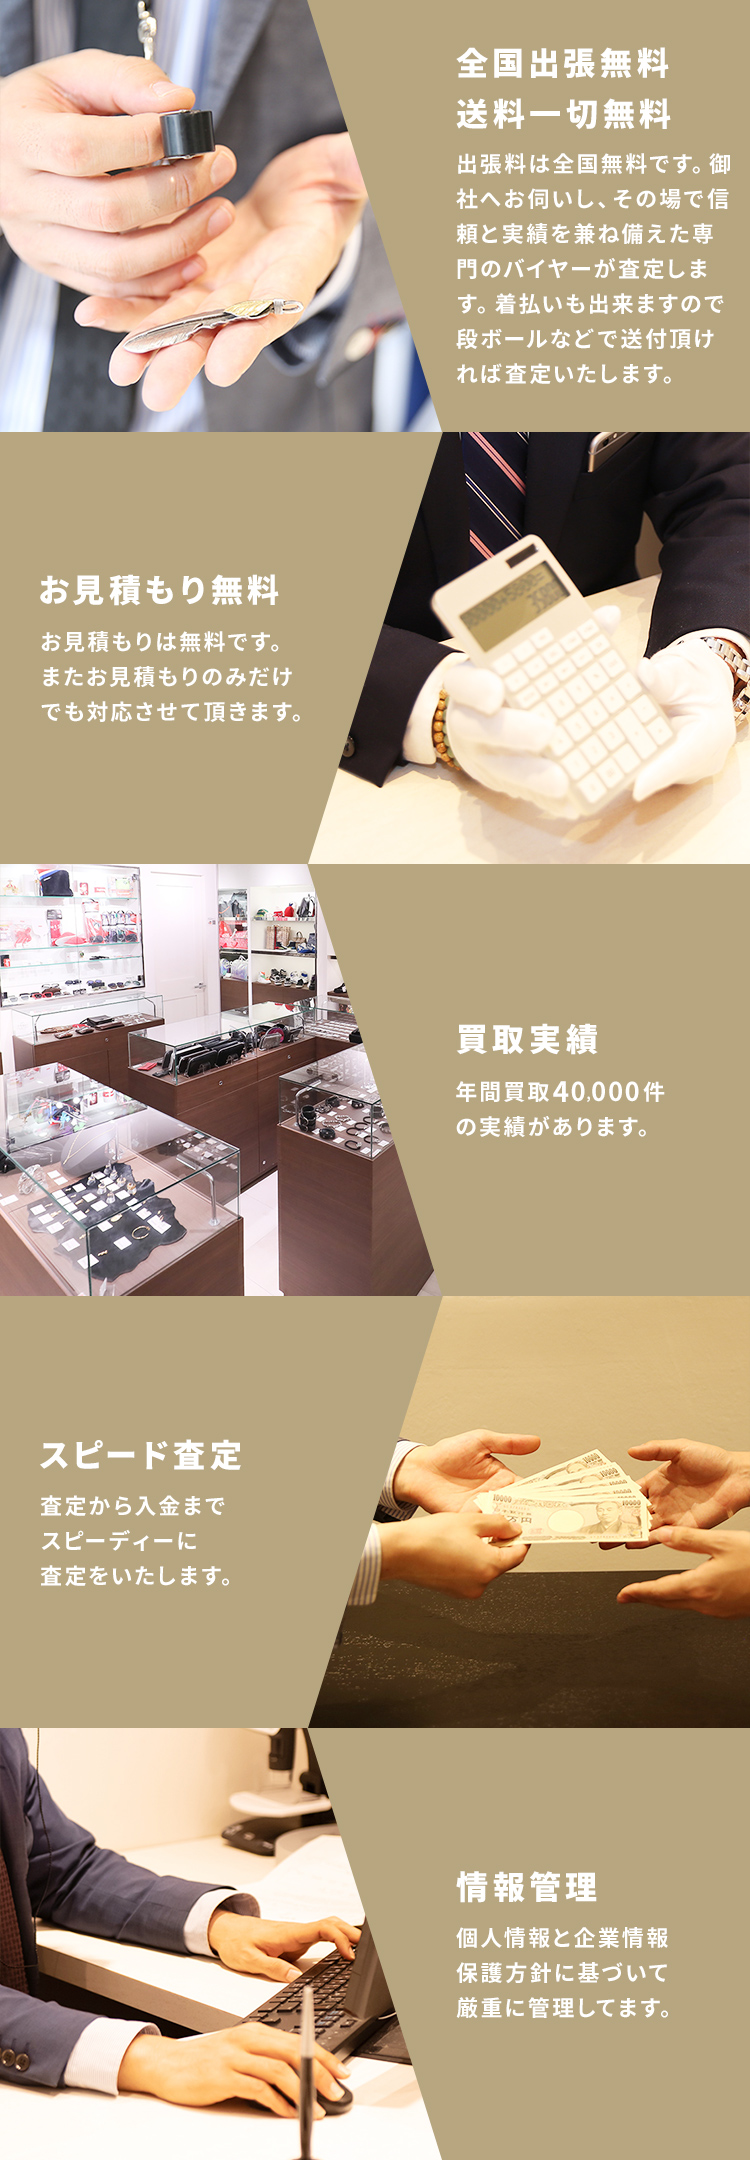 全国出張無料
送料一切無料
出張料は全国無料です。御
社へお伺いし、その場で信
頼と実績を兼ね備えた専
門のバイヤーが査定しま
す。着払いも出来ますので
段ボールなどで送付頂け
れば査定いたします。
お見積もり無料
お見積もりは無料です。
またお見積もりのみだけ
でも対応させて頂きます。
買取実績
年間買取40,000件
の実績があります。
スピード査定
査定から入金まで
スピーディーに
査定をいたします。
10000
10000
10000
情報管理
個人情報と企業情報
保護方針に基づいて
厳重に管理してます。